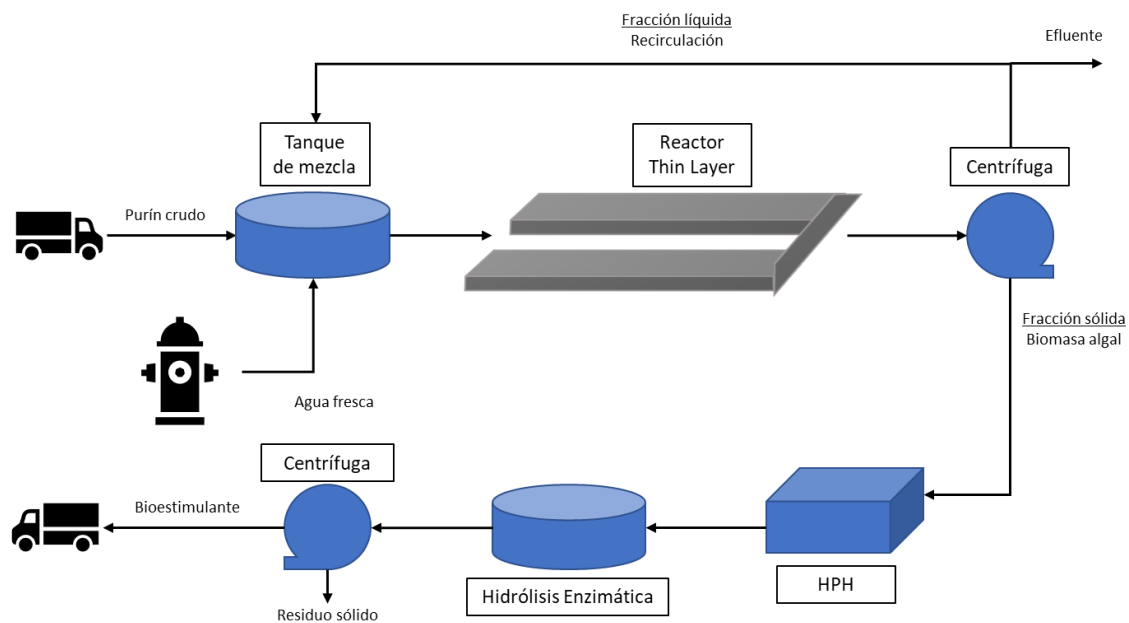 Fracción líquida
Recirculación
Efluente
Tanque
de mezcla
Reactor
Thin Layer
Centrífuga
Purín crudo
Fracción sólida
Biomasa algal
Agua fresca
Centrífuga
Bioestimulante
Hidrólisis Enzimática
HPH
Residuo sólido